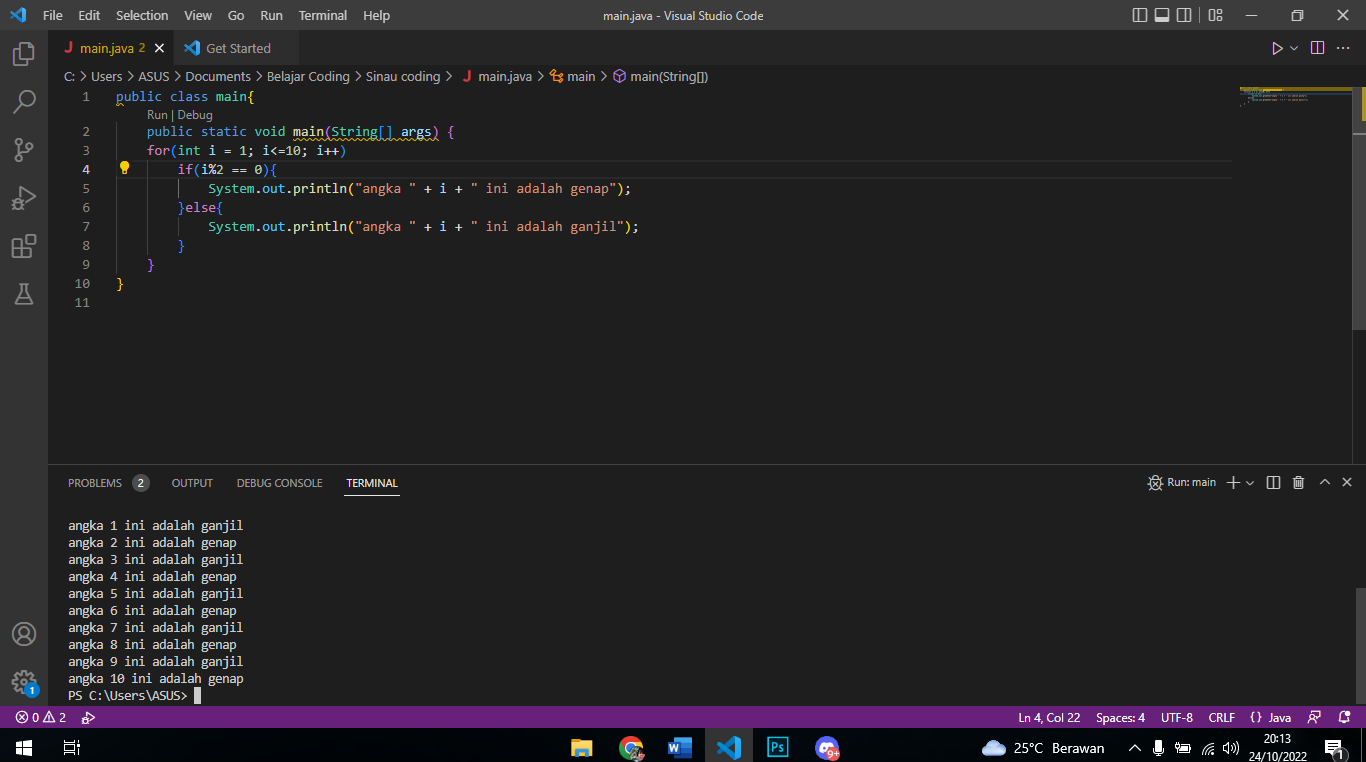 File Edit Selection View Go Run Terminal Help main.java - Visual Studio Code
J main.java 2 Get Started
C: > Users > ASUS > Documents > Belajar Coding > Sinau coding > J main.java > main > main(String[])
1 public class main{
Run | Debug
2 public static void main(String[] args) {
3 for(int i = 1; i<=10; i++)
4 if(i%2 == 0){
5 System.out.println("angka " + i + " ini adalah genap");
6 }else{
7 System.out.println("angka " + i + " ini adalah ganjil");
8 }
9 }
10 }
11
PROBLEMS 2 OUTPUT DEBUG CONSOLE TERMINAL Run: main
angka 1 ini adalah ganjil
angka 2 ini adalah genap
angka 3 ini adalah ganjil
angka 4 ini adalah genap
angka 5 ini adalah ganjil
angka 6 ini adalah genap
angka 7 ini adalah ganjil
angka 8 ini adalah genap
angka 9 ini adalah ganjil
angka 10 ini adalah genap
PS C:\Users\ASUS>
1
0 2 Ln 4, Col 22 Spaces: 4 UTF-8 CRLF {} Java
W Ps 9+ 25°C Berawan 20:13
24/10/2022 1